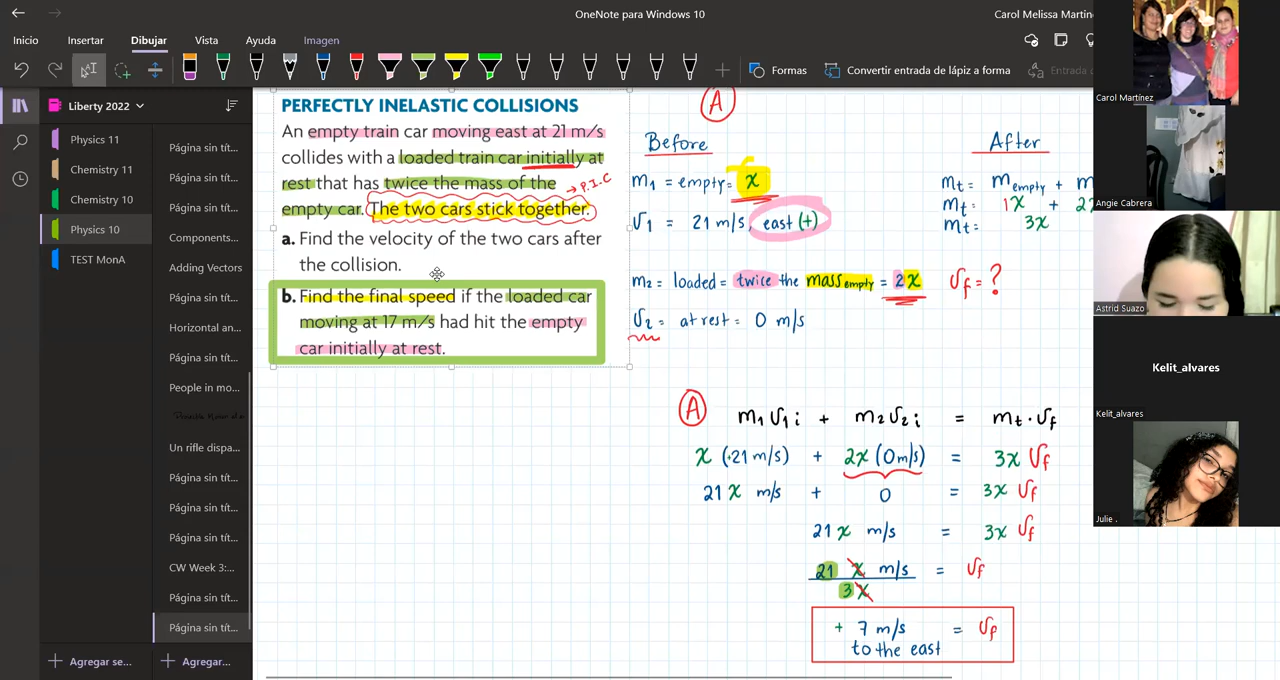 OneNote para Windows 10
Carol Melissa Martine
Inicio
Insertar
Dibujar
Vista
Ayuda
Imagen
Formas
Convertir entrada de lápiz a forma
Entrada
Liberty 2022
Physics 11
Chemistry 11
Chemistry 10
Physics 10
TEST MonA
Página sin tít...
Página sin tít...
Página sin tít...
Components...
Adding Vectors
Página sin tít...
Horizontal an...
Página sin tít...
People in mo...
Un rifle dispa...
Página sin tít...
Página sin tít...
Página sin tít...
CW Week 3:...
Página sin tít...
Página sin tít...
Agregar se...
Agregar...
PERFECTLY INELASTIC COLLISIONS
An empty train car moving east at 21 m/s
collides with a loaded train car initially at
rest that has twice the mass of the
empty car. The two cars stick together.
→ P.I.C
a. Find the velocity of the two cars after
the collision.
b. Find the final speed if the loaded car
moving at 17 m/s had hit the empty
car initially at rest.
A
Before
m₁ = empty = x
v₁ = 21 m/s, east (+)
m₂ = loaded = twice the mass empty = 2x
v₂ = at rest = 0 m/s
After
mt: m empty + m
mt: 1x + 2
mt: 3x
vf = ?
A
m₁v₁i + m₂v₂i = mt · vf
x (+21 m/s) + 2x (0 m/s) = 3x vf
21 x m/s + 0 = 3x vf
21 x m/s = 3x vf
21 x m/s = vf
3 x
+ 7 m/s = vf
to the east
Carol Martínez
Angie Cabrera
Astrid Suazo
Kelit_alvares
Kelit_alvares
Julie .